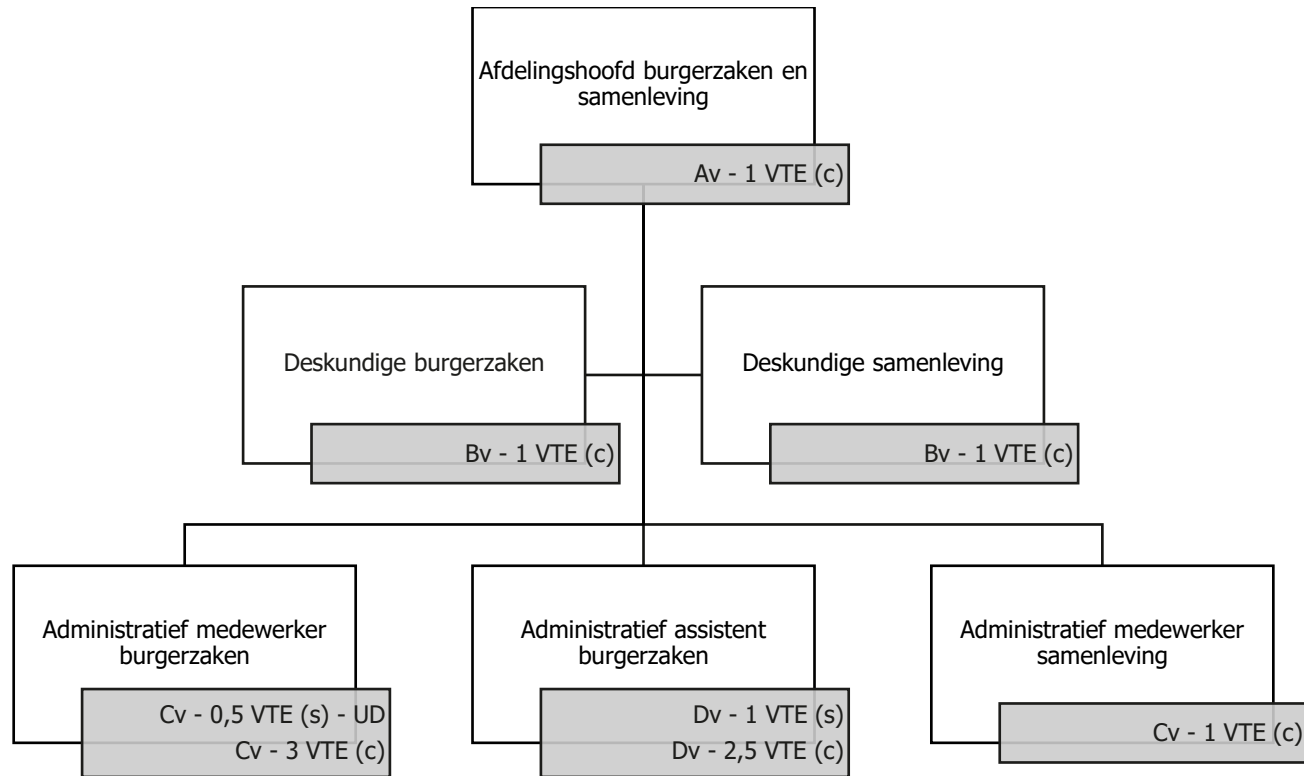 Afdelingshoofd burgerzaken en
samenleving
Av - 1 VTE (c)
Deskundige burgerzaken
Bv - 1 VTE (c)
Deskundige samenleving
Bv - 1 VTE (c)
Administratief medewerker
burgerzaken
Cv - 0,5 VTE (s) - UD
Cv - 3 VTE (c)
Administratief assistent
burgerzaken
Dv - 1 VTE (s)
Dv - 2,5 VTE (c)
Administratief medewerker
samenleving
Cv - 1 VTE (c)